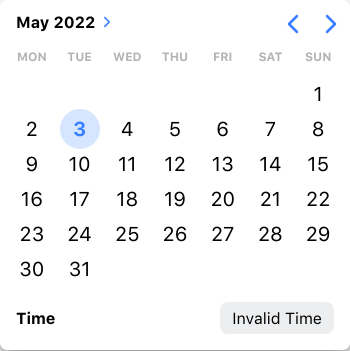 May 2022
MON TUE WED THU FRI SAT SUN
1
2 3 4 5 6 7 8
9 10 11 12 13 14 15
16 17 18 19 20 21 22
23 24 25 26 27 28 29
30 31
Time Invalid Time